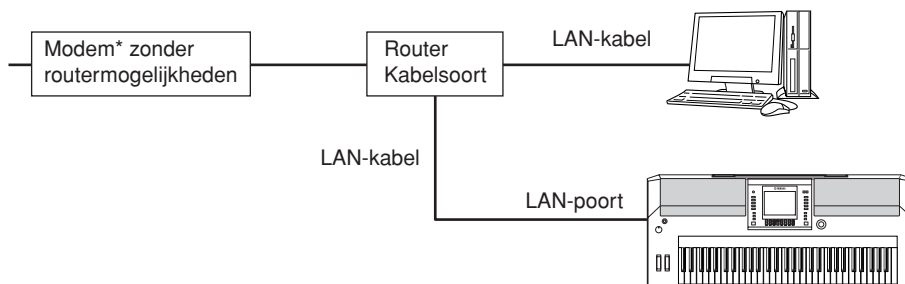 Modem* zonder
routermogelijkheden
Router
Kabelsoort
LAN-kabel
LAN-kabel
LAN-poort